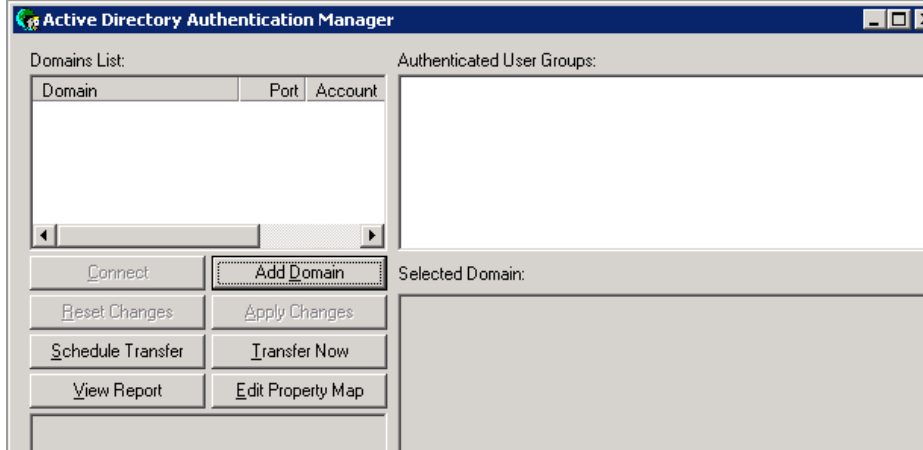 Active Directory Authentication Manager
Domains List:
Authenticated User Groups:
Domain Port Account
Connect Add Domain
Selected Domain:
Reset Changes Apply Changes
Schedule Transfer Transfer Now
View Report Edit Property Map